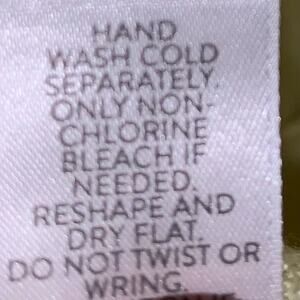 HAND
WASH COLD
SEPARATELY.
ONLY NON-
CHLORINE
BLEACH IF
NEEDED.
RESHAPE AND
DRY FLAT.
DO NOT TWIST OR
WRING.